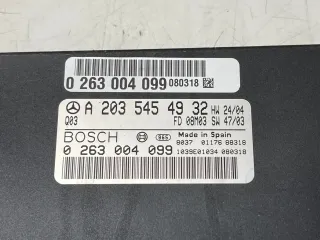 0 263 004 099 080318
A 203 545 49 32 HW 24/04
Q03 FD 08M03 SW 47/03
BOSCH Made in Spain
8037 01176 88318
0 263 004 099 1039E01034 080318